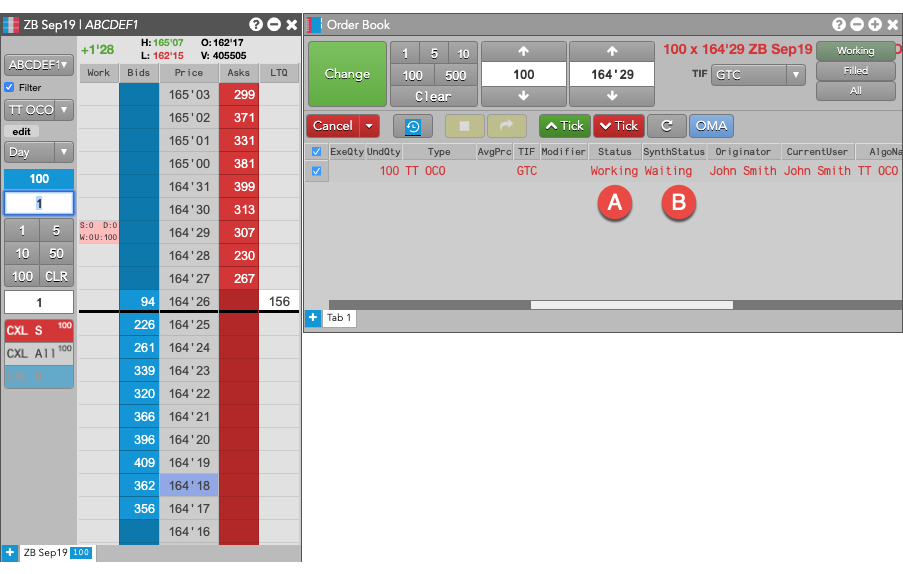 ZB Sep19 | ABCDEF1
+1'28
H: 165'07 O: 162'17
L: 162'15 V: 405505
ABCDEF1
Filter
TT OCO
edit
Day
100
1
1 5
10 50
100 CLR
1
CXL S 100
CXL All 100
Work Bids Price Asks LTQ
165'03 299
165'02 371
165'01 331
165'00 381
164'31 399
164'30 313
S:0 D:0
W:0U:100
164'29 307
164'28 230
164'27 267
94 164'26 156
226 164'25
261 164'24
339 164'23
320 164'22
366 164'21
396 164'20
409 164'19
362 164'18
356 164'17
164'16
ZB Sep19 100
Order Book
Change
1 5 10
100 500
Clear
100
164'29
100 x 164'29 ZB Sep19
TIF GTC
Working
Filled
All
Cancel
Tick
Tick
OMA
ExeQty UndQty Type AvgPrc TIF Modifier Status SynthStatus Originator CurrentUser AlgoNa
100 TT OCO GTC Working Waiting John Smith John Smith TT OCO
A B
Tab 1